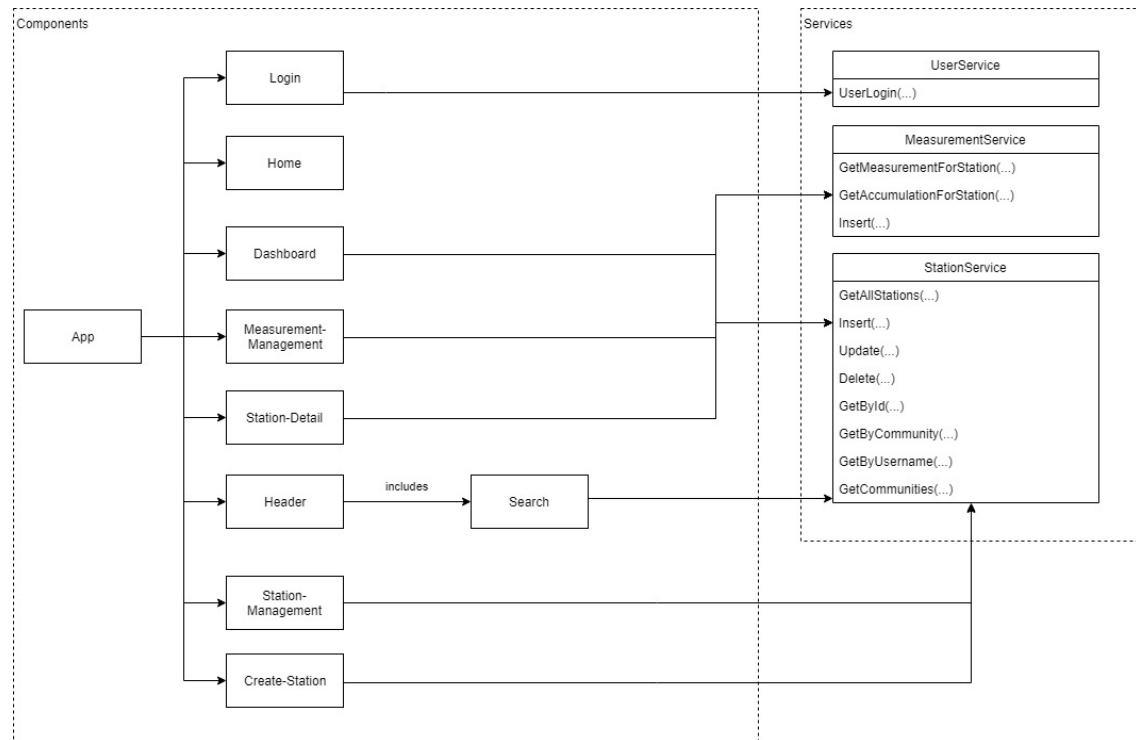 Components
Services
Login
UserService
UserLogin(...)
Home
MeasurementService
GetMeasurementForStation(...)
GetAccumulationForStation(...)
Insert(...)
Dashboard
StationService
GetAllStations(...)
Insert(...)
Update(...)
Delete(...)
GetById(...)
GetByCommunity(...)
GetByUsername(...)
GetCommunities(...)
App
Measurement-
Management
Station-Detail
Header
includes
Search
Station-
Management
Create-Station